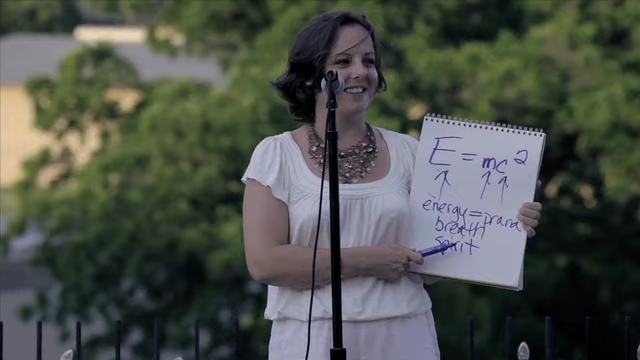 E = mc²
energy = prana
breath
spirit